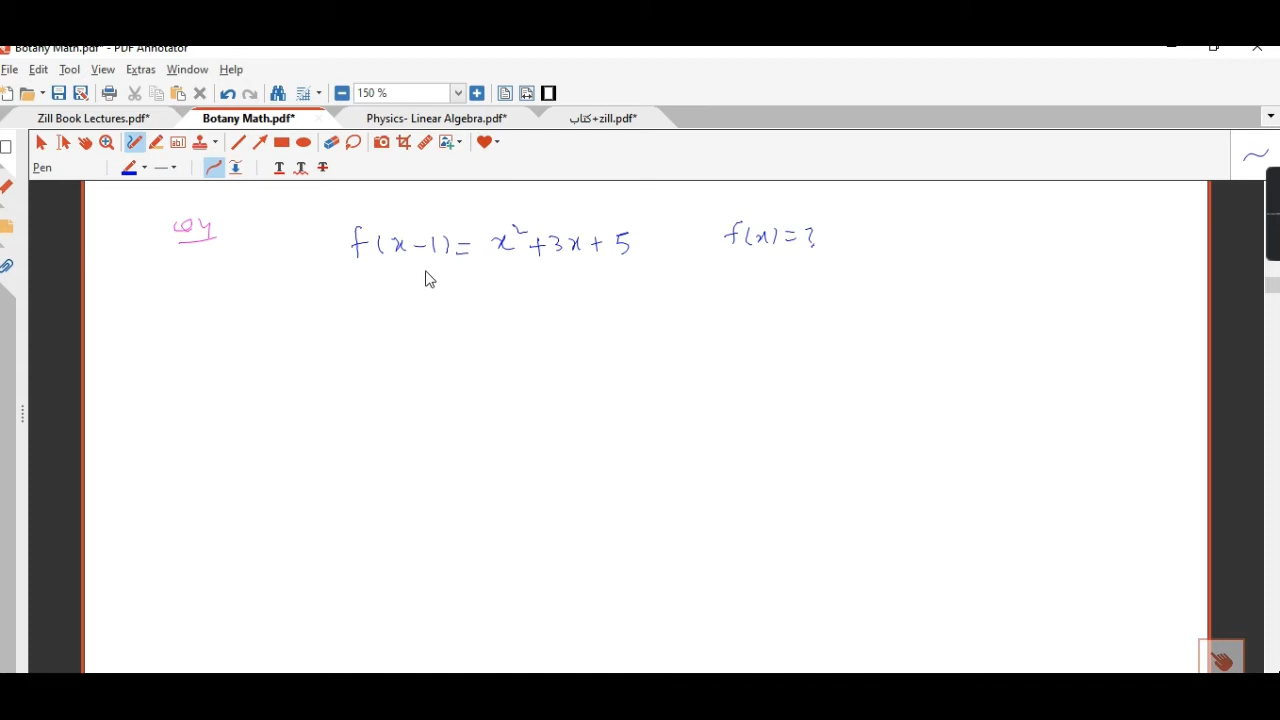 Botany Math.pdf* - PDF Annotator
File Edit Tool View Extras Window Help
150 %
Zill Book Lectures.pdf* Botany Math.pdf* Physics- Linear Algebra.pdf* کتاب+zill.pdf*
Pen
f(x-1) = x²+3x+5 f(x)=?